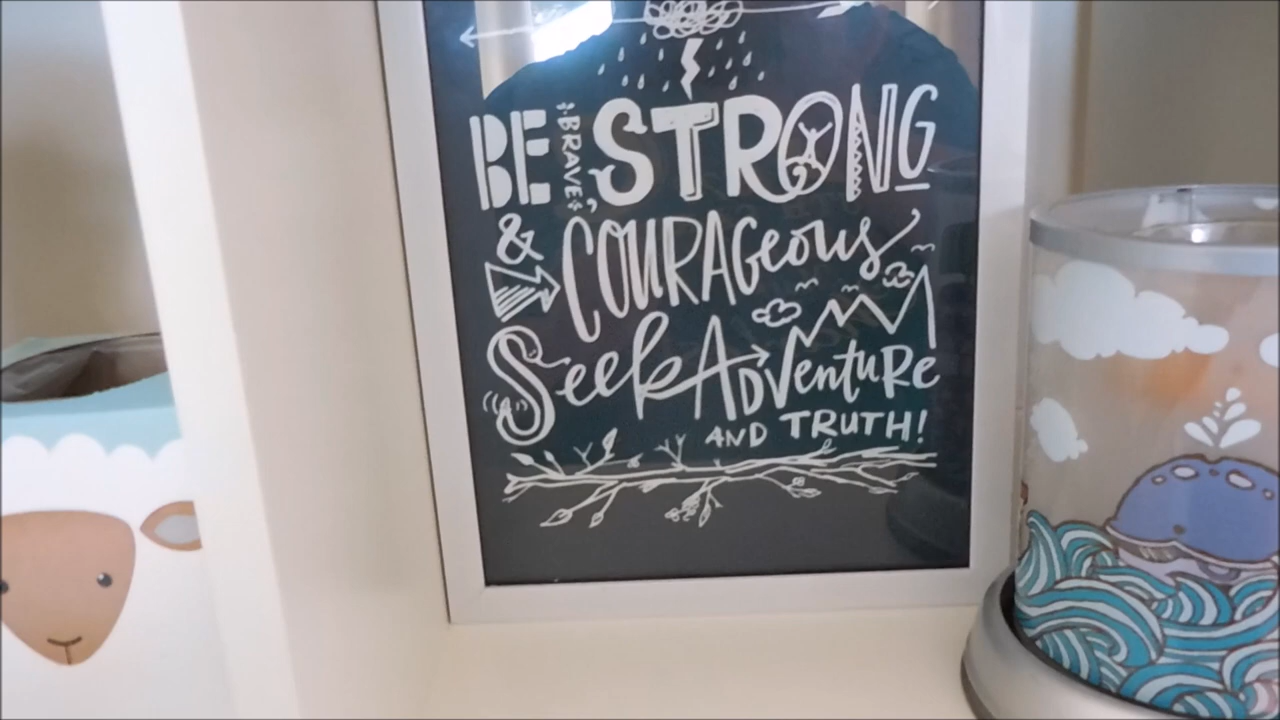 BE BRAVE, STRONG
& COURAGeous
Seek ADVentuRe
AND TRUTH!